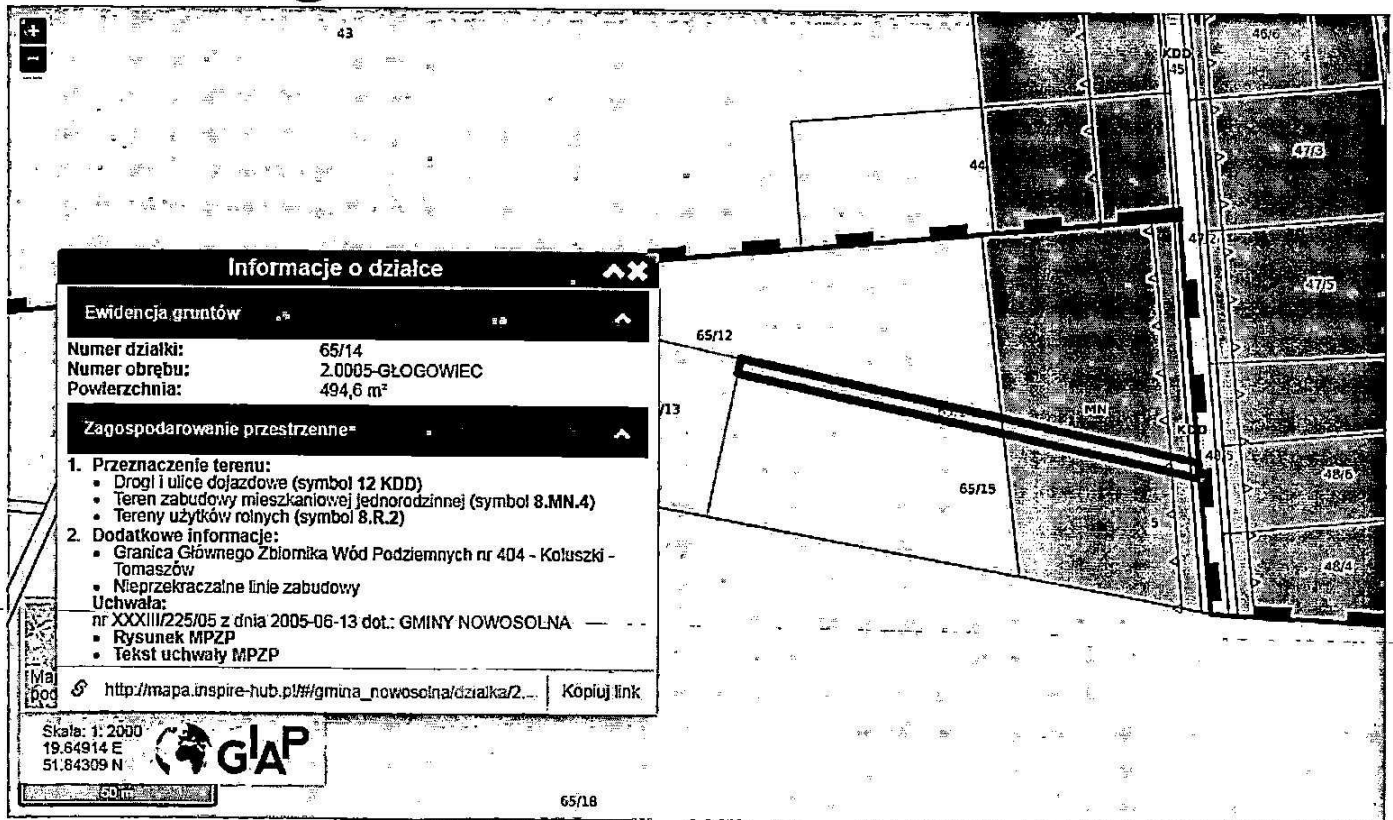 +
43
KDD
45
46/6
-
47/3
44
47/2
47/5
Informacje o działce
Ewidencja gruntów
Numer działki: 65/14
Numer obrębu: 2.0005-GŁOGOWIEC
Powierzchnia: 494,6 m²
65/12
/13
MN
KDD
Zagospodarowanie przestrzenne
48/6
65/15
5
48/4
1. Przeznaczenie terenu:
• Drogi i ulice dojazdowe (symbol 12 KDD)
• Teren zabudowy mieszkaniowej jednorodzinnej (symbol 8.MN.4)
• Tereny użytków rolnych (symbol 8.R.2)
2. Dodatkowe informacje:
• Granica Głównego Zbiornika Wód Podziemnych nr 404 - Koluszki -
Tomaszów
• Nieprzekraczalne linie zabudowy
Uchwała:
nr XXXIII/225/05 z dnia 2005-06-13 dot.: GMINY NOWOSOLNA
• Rysunek MPZP
• Tekst uchwały MPZP
Ma
pod
http://mapa.inspire-hub.pl/#/gmina_nowosolna/dzialka/2....
Kopiuj link
Skala: 1: 2000
19.64914 E
51.84309 N
GIAP
50 m
65/18